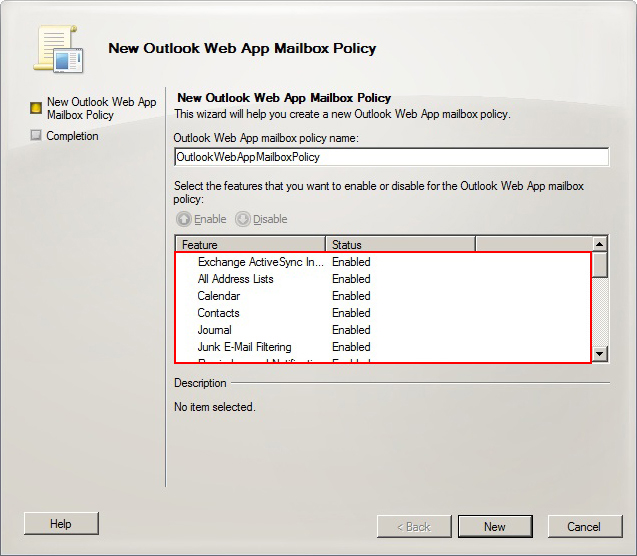 New Outlook Web App Mailbox Policy
New Outlook Web App
Mailbox Policy
Completion
New Outlook Web App Mailbox Policy
This wizard will help you create a new Outlook Web App mailbox policy.
Outlook Web App mailbox policy name:
OutlookWebAppMailboxPolicy
Select the features that you want to enable or disable for the Outlook Web App mailbox
policy:
Enable Disable
Feature Status
Exchange ActiveSync In... Enabled
All Address Lists Enabled
Calendar Enabled
Contacts Enabled
Journal Enabled
Junk E-Mail Filtering Enabled
Description
No item selected.
Help < Back New Cancel